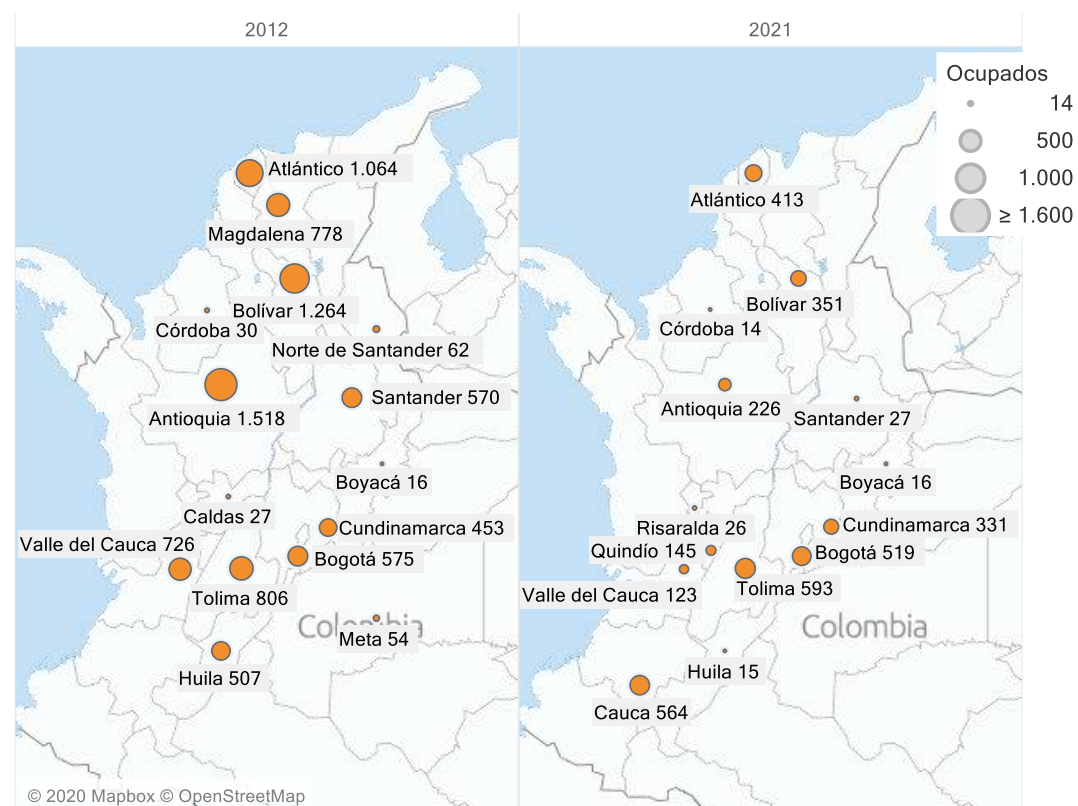 2012
2021
Ocupados
14
500
1.000
≥ 1.600
Atlántico 1.064
Magdalena 778
Bolívar 1.264
Córdoba 30
Norte de Santander 62
Antioquia 1.518
Santander 570
Boyacá 16
Caldas 27
Cundinamarca 453
Valle del Cauca 726
Bogotá 575
Tolima 806
Colombia
Meta 54
Huila 507
© 2020 Mapbox © OpenStreetMap
Atlántico 413
Bolívar 351
Córdoba 14
Antioquia 226
Santander 27
Boyacá 16
Risaralda 26
Cundinamarca 331
Quindío 145
Bogotá 519
Valle del Cauca 123
Tolima 593
Colombia
Huila 15
Cauca 564